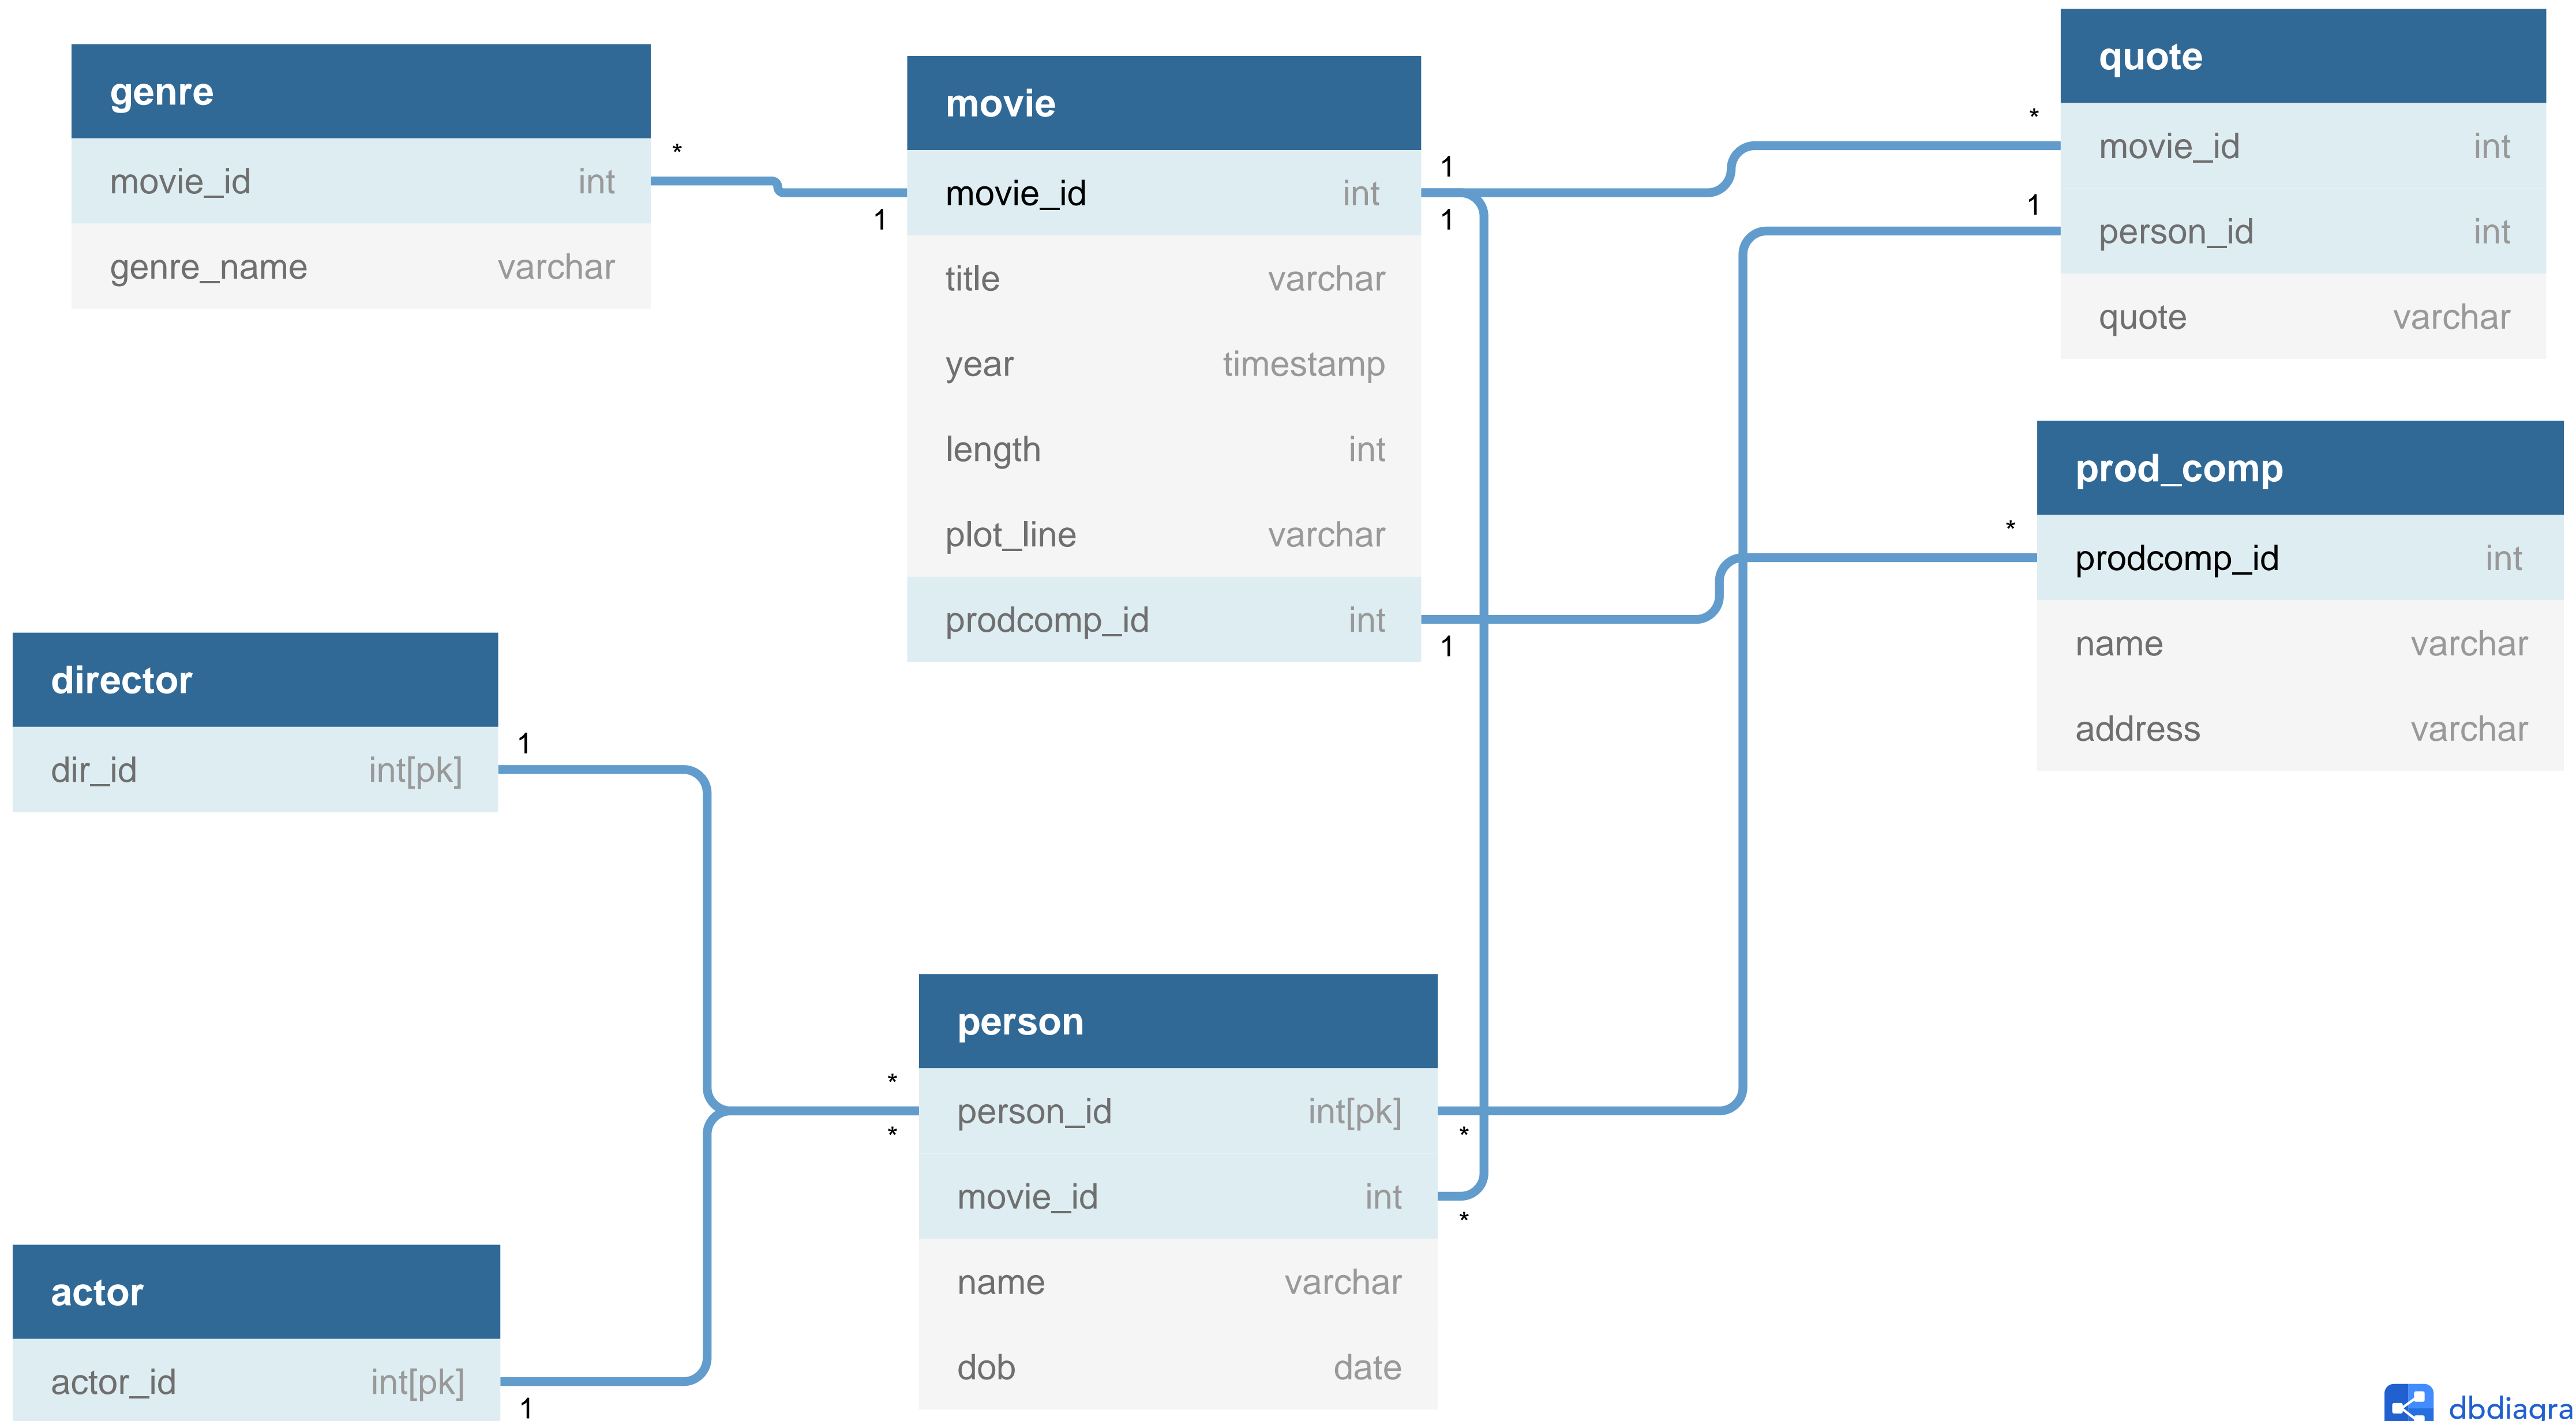 genre
movie_id int
genre_name varchar
*
1
movie
movie_id int
title varchar
year timestamp
length int
plot_line varchar
prodcomp_id int
1
1
1
*
1
quote
movie_id int
person_id int
quote varchar
*
prod_comp
prodcomp_id int
name varchar
address varchar
director
dir_id int[pk]
1
*
*
person
person_id int[pk]
movie_id int
name varchar
dob date
*
*
actor
actor_id int[pk]
1
dbdiagra